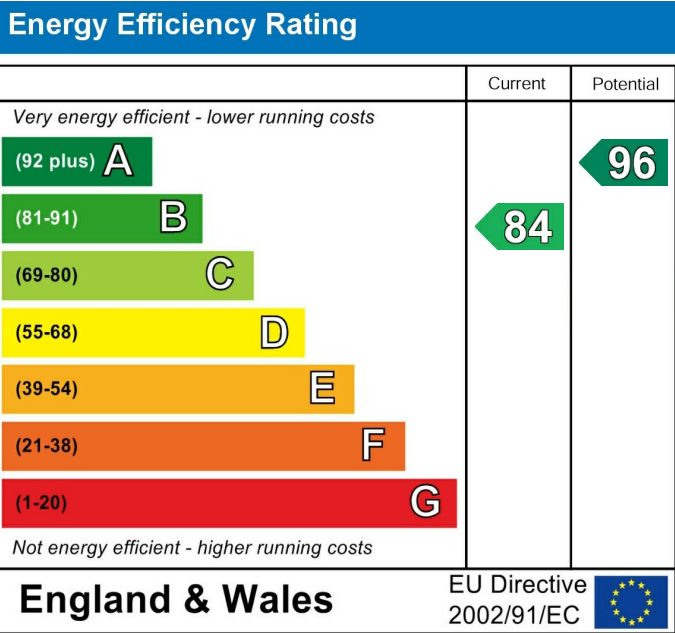 Energy Efficiency Rating
Current Potential
Very energy efficient - lower running costs
(92 plus) A
96
(81-91) B
84
(69-80) C
(55-68) D
(39-54) E
(21-38) F
(1-20) G
Not energy efficient - higher running costs
England & Wales
EU Directive
2002/91/EC